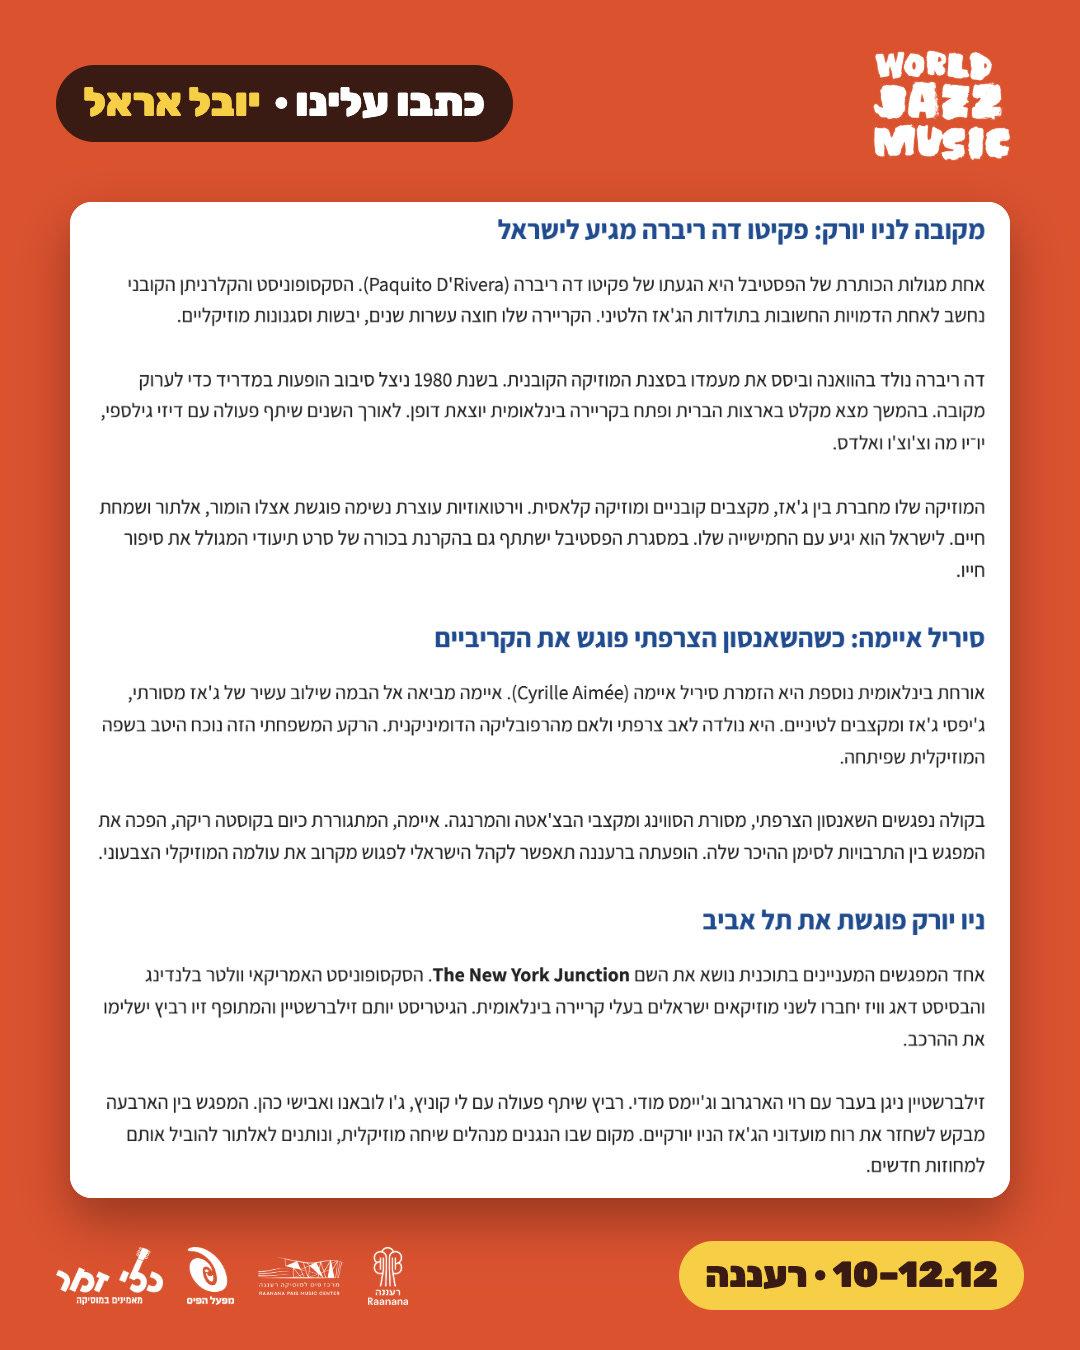 WORLD
JAZZ
MUSIC
כתבו עלינו • יובל אראל
מקובה לניו יורק: פקיטו דה ריברה מגיע לישראל
אחת מגולות הכותרת של הפסטיבל היא הגעתו של פקיטו דה ריברה (Paquito D'Rivera). הסקסופוניסט והקלרניתן הקובני
נחשב לאחת הדמויות החשובות בתולדות הג'אז הלטיני. הקריירה שלו חוצה עשרות שנים, יבשות וסגנונות מוזיקליים.
דה ריברה נולד בהוואנה וביסס את מעמדו בסצנת המוזיקה הקובנית. בשנת 1980 ניצל סיבוב הופעות במדריד כדי לערוק
מקובה. בהמשך מצא מקלט בארצות הברית ופתח בקריירה בינלאומית יוצאת דופן. לאורך השנים שיתף פעולה עם דיזי גילספי,
יו־יו מה וצ'וצ'ו ואלדס.
המוזיקה שלו מחברת בין ג'אז, מקצבים קובניים ומוזיקה קלאסית. וירטואוזיות עוצרת נשימה פוגשת אצלו הומור, אלתור ושמחת
חיים. לישראל הוא יגיע עם החמישייה שלו. במסגרת הפסטיבל ישתתף גם בהקרנת בכורה של סרט תיעודי המגולל את סיפור
חייו.
סיריל איימה: כשהשאנסון הצרפתי פוגש את הקריביים
אורחת בינלאומית נוספת היא הזמרת סיריל איימה (Cyrille Aimée). איימה מביאה אל הבמה שילוב עשיר של ג'אז מסורתי,
ג'יפסי ג'אז ומקצבים לטיניים. היא נולדה לאב צרפתי ולאם מהרפובליקה הדומיניקנית. הרקע המשפחתי הזה נוכח היטב בשפה
המוזיקלית שפיתחה.
בקולה נפגשים השאנסון הצרפתי, מסורת הסווינג ומקצבי הבצ'אטה והמרנגה. איימה, המתגוררת כיום בקוסטה ריקה, הפכה את
המפגש בין התרבויות לסימן ההיכר שלה. הופעתה ברעננה תאפשר לקהל הישראלי לפגוש מקרוב את עולמה המוזיקלי הצבעוני.
ניו יורק פוגשת את תל אביב
אחד המפגשים המעניינים בתוכנית נושא את השם The New York Junction. הסקסופוניסט האמריקאי וולטר בלנדינג
והבסיסט דאג וויז יחברו לשני מוזיקאים ישראלים בעלי קריירה בינלאומית. הגיטריסט יותם זילברשטיין והמתופף זיו רביץ ישלימו
את ההרכב.
זילברשטיין ניגן בעבר עם רוי הארגרוב וג'יימס מודי. רביץ שיתף פעולה עם לי קוניץ, ג'ו לובאנו ואבישי כהן. המפגש בין הארבעה
מבקש לשחזר את רוח מועדוני הג'אז הניו יורקיים. מקום שבו הנגנים מנהלים שיחה מוזיקלית, ונותנים לאלתור להוביל אותם
למחוזות חדשים.
10-12.12 • רעננה
רעננה
Raanana
מרכז פיס למוסיקה רעננה
RAANANA PAIS MUSIC CENTER
מפעל הפיס
כלי זמר
מאמינים במוסיקה